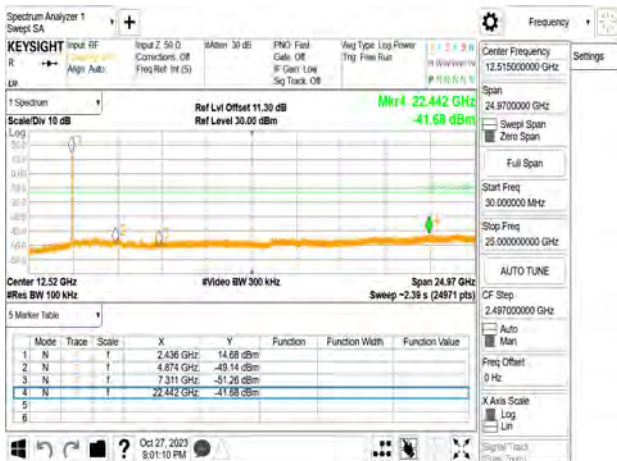 Spectrum Analyzer 1
Swept SA
+
Frequency
KEYSIGHT
Input: RF
Input Z: 50 Ω
#Atten: 30 dB
PNO: Fast
Avg Type: Log Power
R
Corrections: Off
Gate: Off
Trig: Free Run
Align: Auto
Freq Ref: Int (S)
IF Gain: Low
Sig Track: Off
Center Frequency
12.515000000 GHz
Settings
Span
24.9700000 GHz
Swept Span
Zero Span
Full Span
Start Freq
30.000000 MHz
Stop Freq
25.000000000 GHz
AUTO TUNE
CF Step
2.497000000 GHz
Auto
Man
Freq Offset
0 Hz
X Axis Scale
Log
Lin
Signal Track
1 Spectrum
Scale/Div 10 dB
Ref Lvl Offset 11.30 dB
Ref Level 30.00 dBm
Mkr4 22.442 GHz
-41.68 dBm
Log
Center 12.52 GHz
#Video BW 300 kHz
Span 24.97 GHz
#Res BW 100 kHz
Sweep ~2.39 s (24971 pts)
5 Marker Table
Mode Trace Scale X Y Function Function Width Function Value
1 N f 2.436 GHz 14.68 dBm
2 N f 4.874 GHz -49.14 dBm
3 N f 7.311 GHz -51.26 dBm
4 N f 22.442 GHz -41.68 dBm
5
6
?
Oct 27, 2023
9:01:10 PM